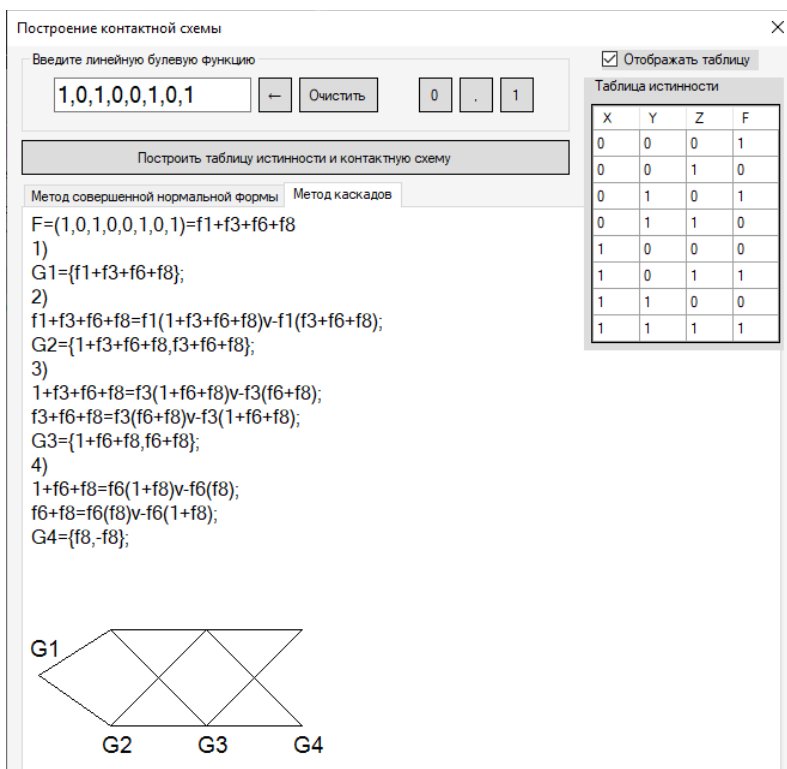 Построение контактной схемы
Введите линейную булевую функцию
1,0,1,0,0,1,0,1
←
Очистить
0
.
1
Отображать таблицу
Построить таблицу истинности и контактную схему
Таблица истинности
X Y Z F
0 0 0 1
0 0 1 0
0 1 0 1
0 1 1 0
1 0 0 0
1 0 1 1
1 1 0 0
1 1 1 1
Метод совершенной нормальной формы
Метод каскадов
F=(1,0,1,0,0,1,0,1)=f1+f3+f6+f8
1)
G1={f1+f3+f6+f8};
2)
f1+f3+f6+f8=f1(1+f3+f6+f8)v-f1(f3+f6+f8);
G2={1+f3+f6+f8,f3+f6+f8};
3)
1+f3+f6+f8=f3(1+f6+f8)v-f3(f6+f8);
f3+f6+f8=f3(f6+f8)v-f3(1+f6+f8);
G3={1+f6+f8,f6+f8};
4)
1+f6+f8=f6(1+f8)v-f6(f8);
f6+f8=f6(f8)v-f6(1+f8);
G4={f8,-f8};
G1
G2 G3 G4